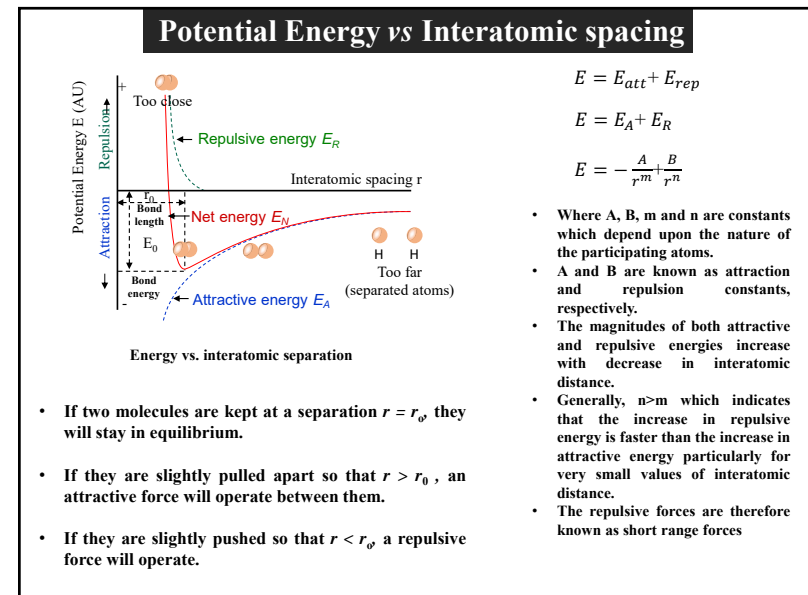 Potential Energy vs Interatomic spacing
+
Too close
Potential Energy E (AU)
Repulsion
Attraction
Repulsive energy E_R
Interatomic spacing r
r₀
Bond
length
Net energy E_N
E₀
H H
Too far
(separated atoms)
Bond
energy
-
Attractive energy E_A
Energy vs. interatomic separation
• If two molecules are kept at a separation r = rₒ, they
will stay in equilibrium.
• If they are slightly pulled apart so that r > r₀ , an
attractive force will operate between them.
• If they are slightly pushed so that r < rₒ, a repulsive
force will operate.
E = E_att + E_rep
E = E_A + E_R
E = − A/r^m + B/r^n
• Where A, B, m and n are constants
which depend upon the nature of
the participating atoms.
• A and B are known as attraction
and repulsion constants,
respectively.
• The magnitudes of both attractive
and repulsive energies increase
with decrease in interatomic
distance.
• Generally, n>m which indicates
that the increase in repulsive
energy is faster than the increase in
attractive energy particularly for
very small values of interatomic
distance.
• The repulsive forces are therefore
known as short range forces